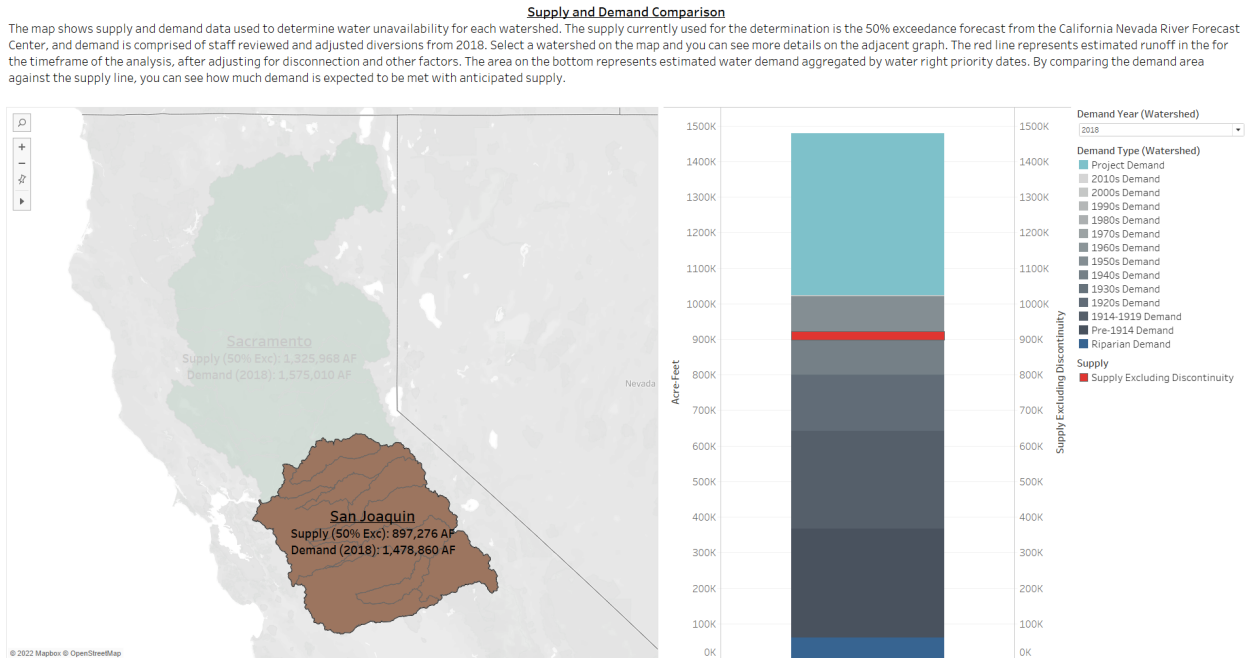 Supply and Demand Comparison
The map shows supply and demand data used to determine water unavailability for each watershed. The supply currently used for the determination is the 50% exceedance forecast from the California Nevada River Forecast
Center, and demand is comprised of staff reviewed and adjusted diversions from 2018. Select a watershed on the map and you can see more details on the adjacent graph. The red line represents estimated runoff in the for
the timeframe of the analysis, after adjusting for disconnection and other factors. The area on the bottom represents estimated water demand aggregated by water right priority dates. By comparing the demand area
against the supply line, you can see how much demand is expected to be met with anticipated supply.
Sacramento
Supply (50% Exc): 1,325,968 AF
Demand (2018): 1,575,010 AF
Nevada
San Joaquin
Supply (50% Exc): 897,276 AF
Demand (2018): 1,478,860 AF
© 2022 Mapbox © OpenStreetMap
Acre-Feet
1500K
1400K
1300K
1200K
1100K
1000K
900K
800K
700K
600K
500K
400K
300K
200K
100K
0K
1500K
1400K
1300K
1200K
1100K
1000K
900K
800K
700K
600K
500K
400K
300K
200K
100K
0K
Supply Excluding Discontinuity
Demand Year (Watershed)
2018
Demand Type (Watershed)
Project Demand
2010s Demand
2000s Demand
1990s Demand
1980s Demand
1970s Demand
1960s Demand
1950s Demand
1940s Demand
1930s Demand
1920s Demand
1914-1919 Demand
Pre-1914 Demand
Riparian Demand
Supply
Supply Excluding Discontinuity